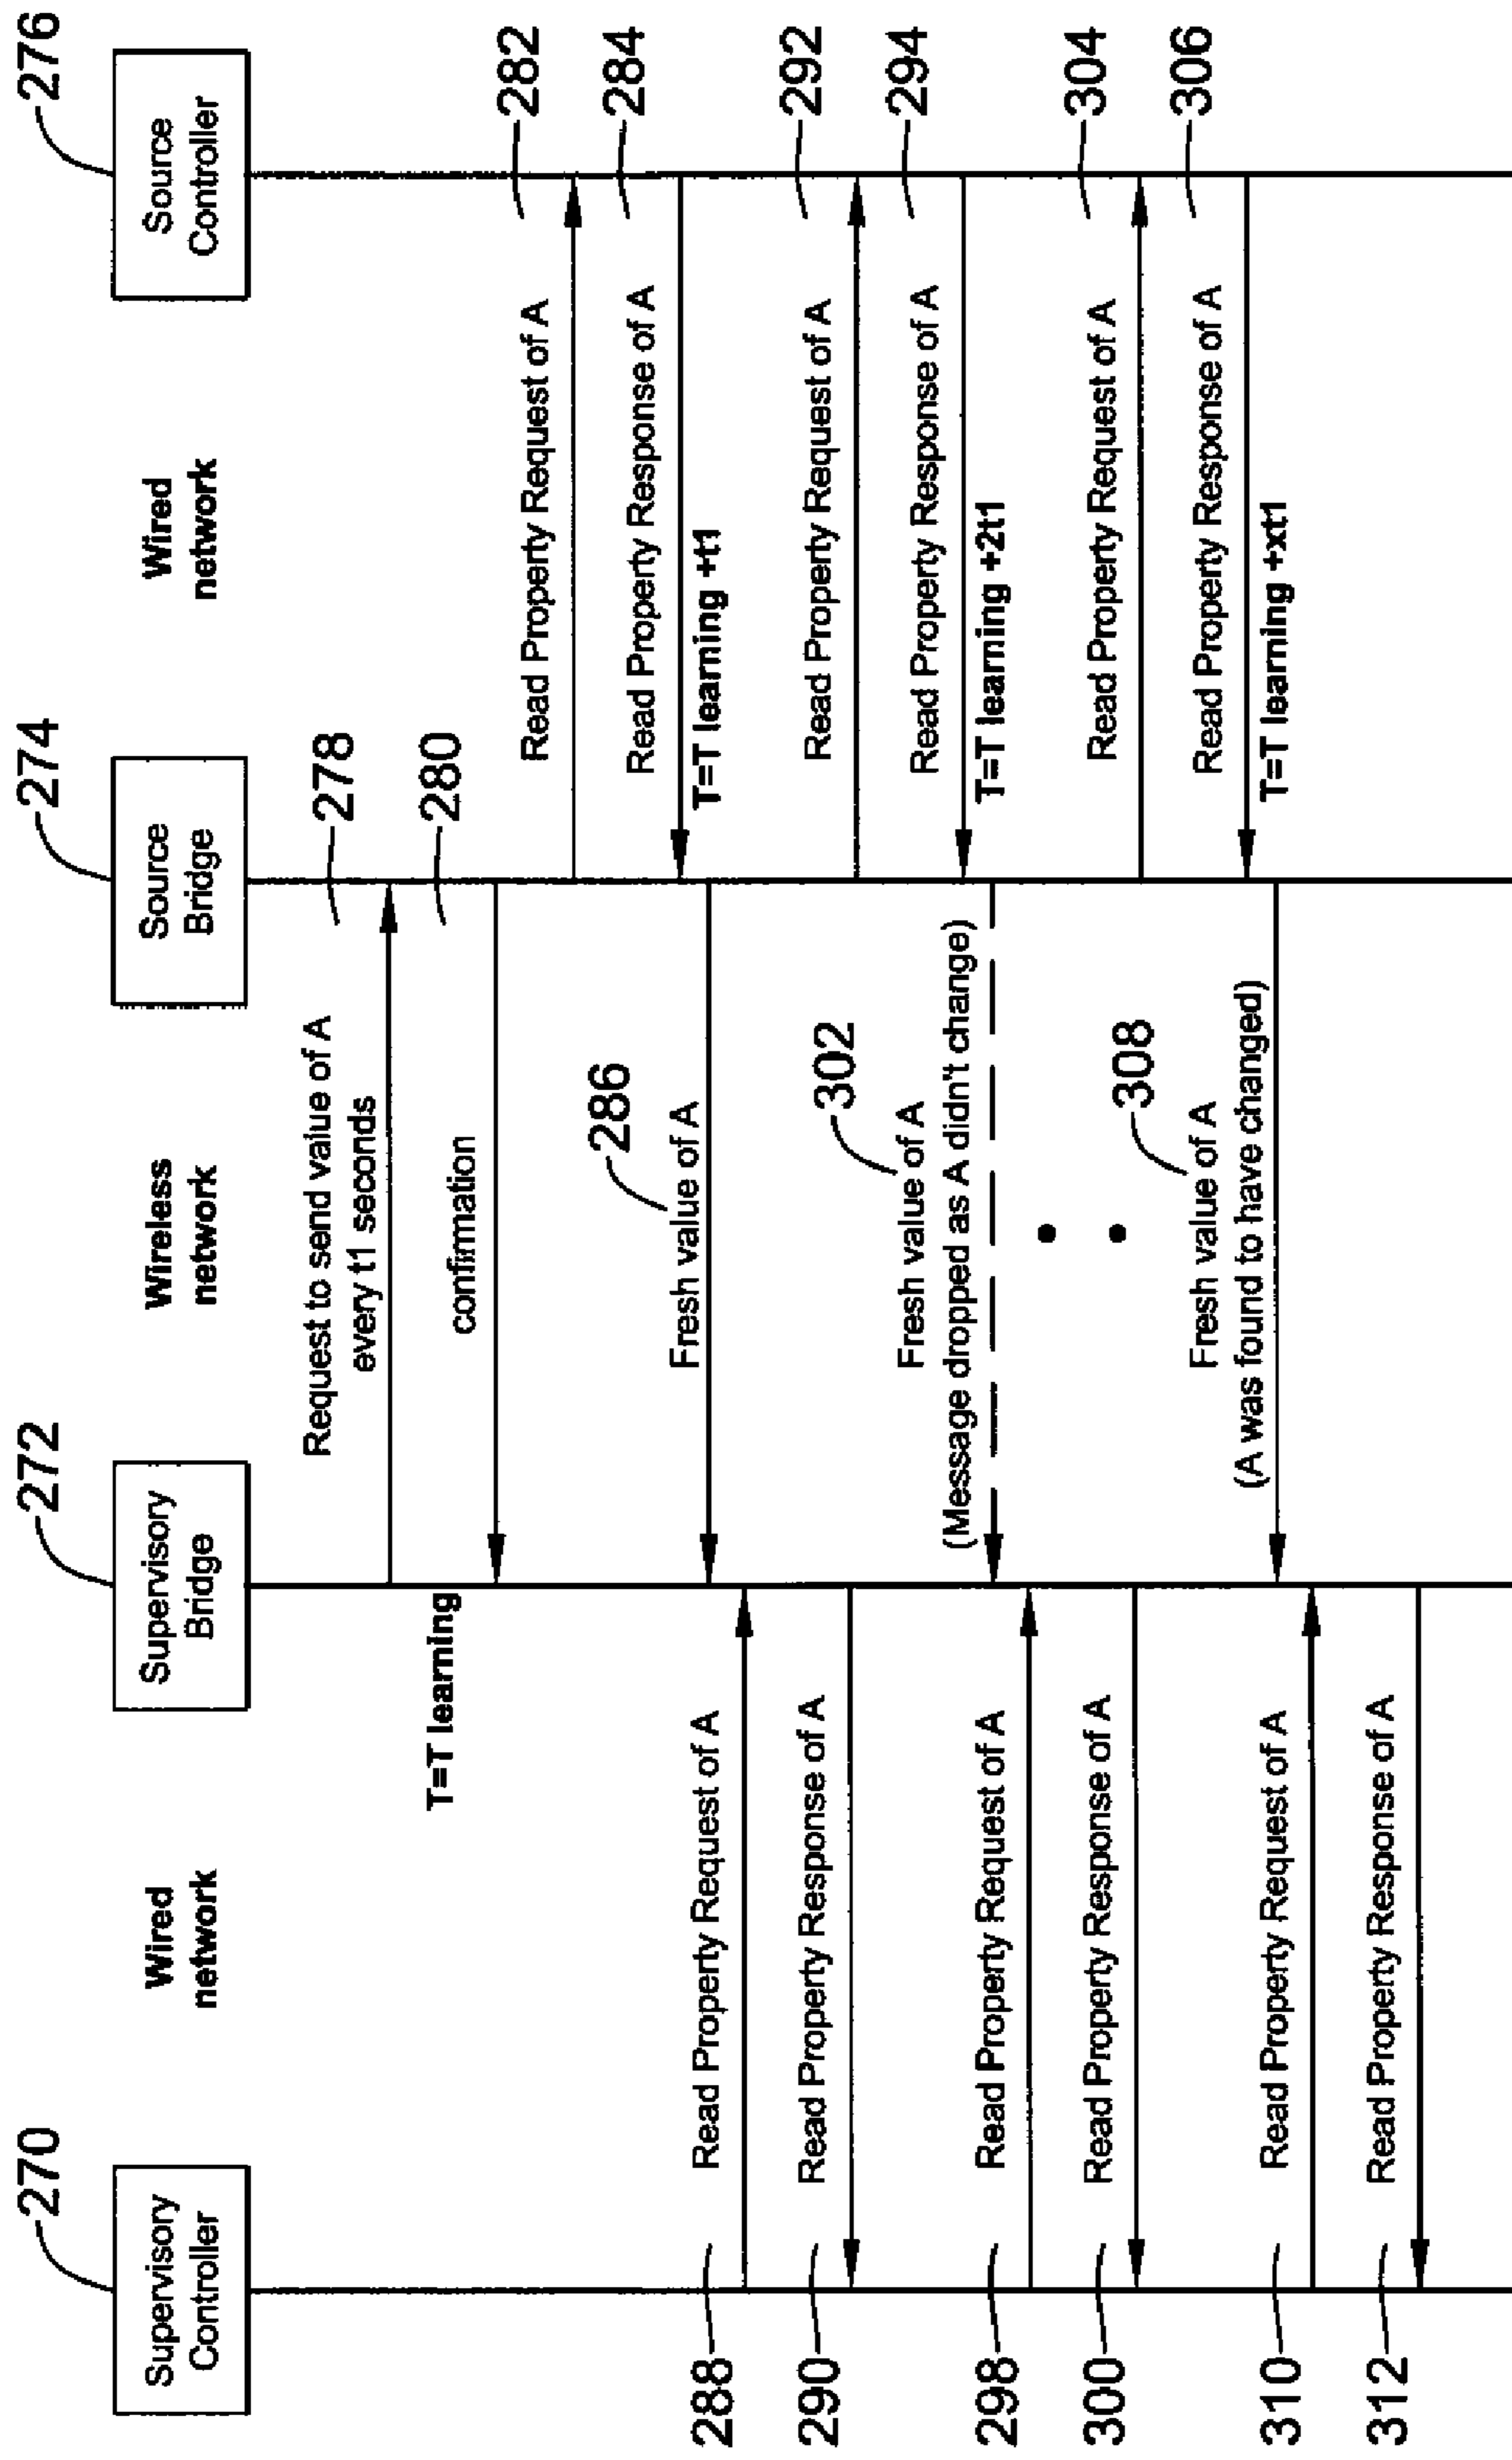 270
272
274
276
Supervisory
Controller
Supervisory
Bridge
Source
Bridge
Source
Controller
Wired
network
Wireless
network
Wired
network
Request to send value of A
every t1 seconds
278
T=T learning
confirmation
280
Read Property Request of A
282
Read Property Response of A
284
T=T learning +t1
286
Fresh value of A
288
Read Property Request of A
290
Read Property Response of A
Read Property Request of A
292
Read Property Response of A
294
T=T learning +2t1
302
Fresh value of A
(Message dropped as A didn't change)
298
Read Property Request of A
300
Read Property Response of A
Read Property Request of A
304
Read Property Response of A
306
T=T learning +xt1
308
Fresh value of A
(A was found to have changed)
310
Read Property Request of A
312
Read Property Response of A